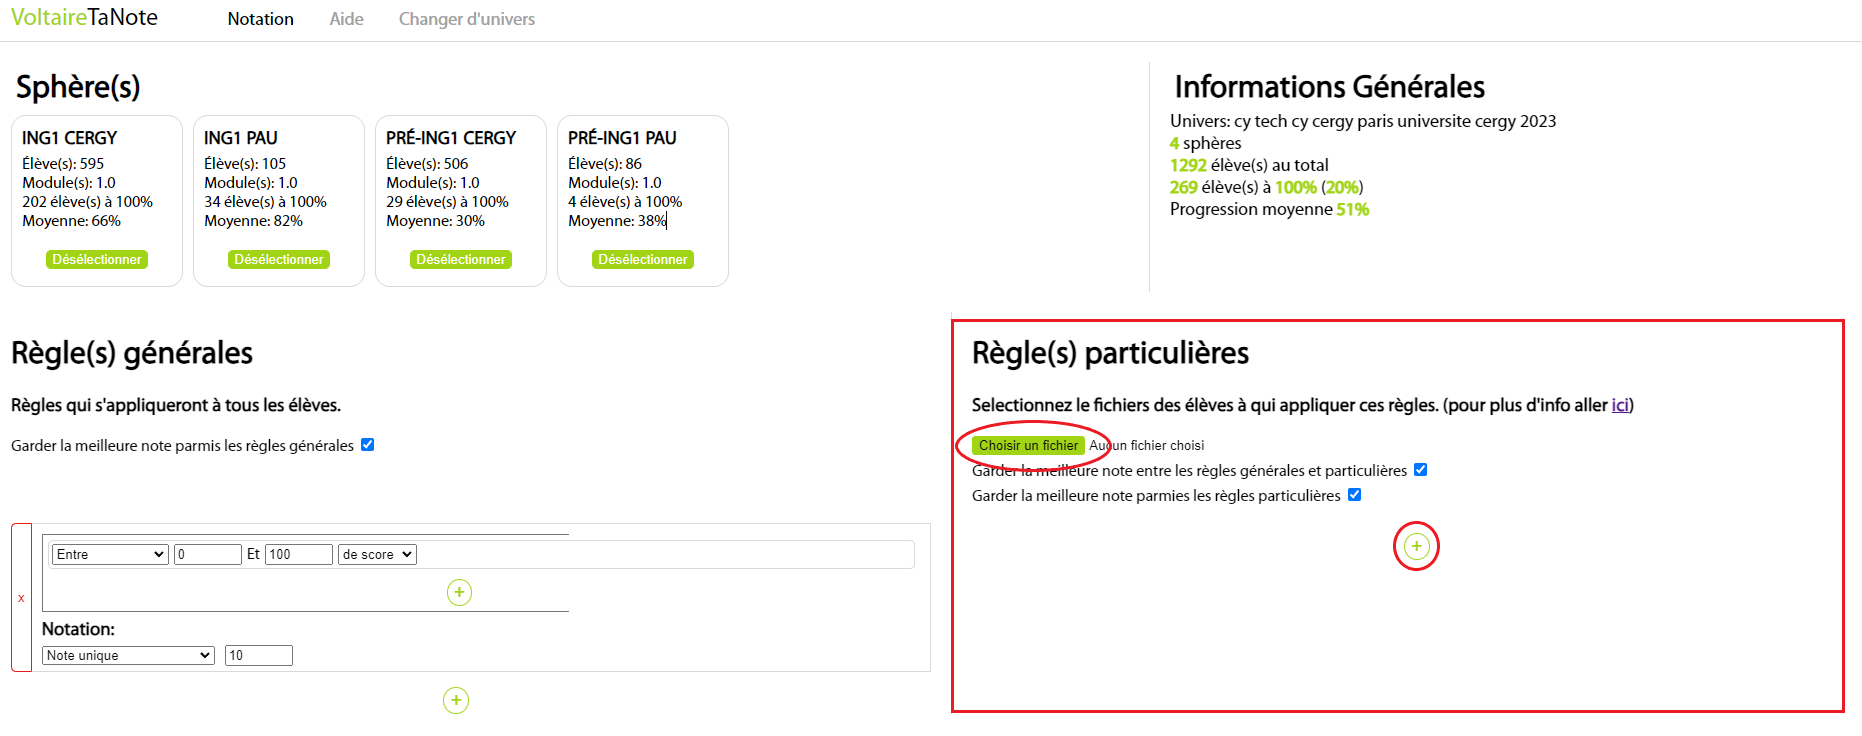 VoltaireTaNote Notation Aide Changer d'univers
Sphère(s)
ING1 CERGY
Élève(s): 595
Module(s): 1.0
202 élève(s) à 100%
Moyenne: 66%
Désélectionner
ING1 PAU
Élève(s): 105
Module(s): 1.0
34 élève(s) à 100%
Moyenne: 82%
Désélectionner
PRÉ-ING1 CERGY
Élève(s): 506
Module(s): 1.0
29 élève(s) à 100%
Moyenne: 30%
Désélectionner
PRÉ-ING1 PAU
Élève(s): 86
Module(s): 1.0
4 élève(s) à 100%
Moyenne: 38%
Désélectionner
Informations Générales
Univers: cy tech cy cergy paris universite cergy 2023
4 sphères
1292 élève(s) au total
269 élève(s) à 100% (20%)
Progression moyenne 51%
Règle(s) générales
Règles qui s'appliqueront à tous les élèves.
Garder la meilleure note parmis les règles générales
x
Entre 0 Et 100 de score
+
Notation:
Note unique 10
+
Règle(s) particulières
Selectionnez le fichiers des élèves à qui appliquer ces règles. (pour plus d'info aller ici)
Choisir un fichier Aucun fichier choisi
Garder la meilleure note entre les règles générales et particulières
Garder la meilleure note parmies les règles particulières
+